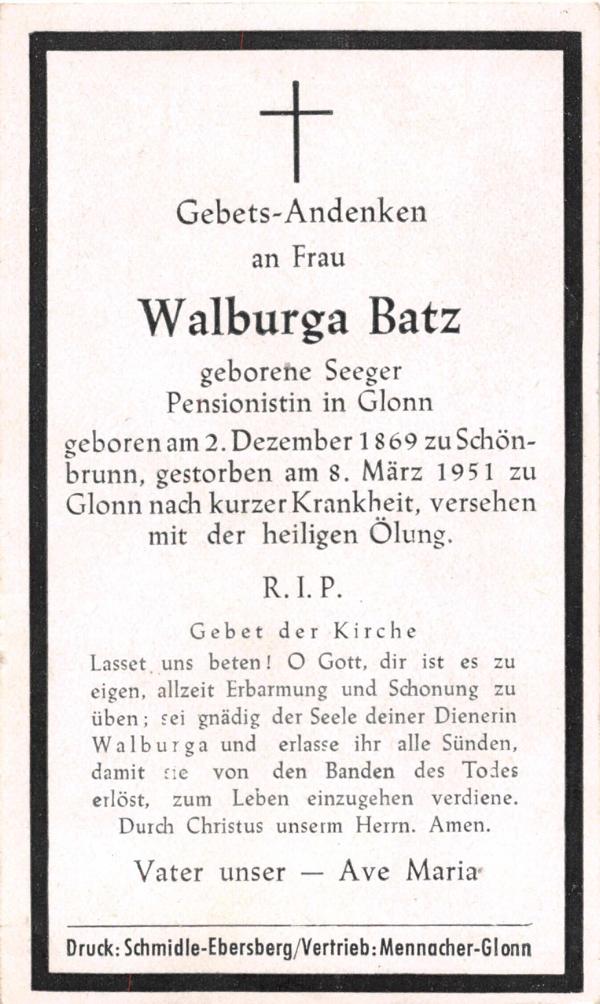 Gebets-Andenken
an Frau
Walburga Batz
geborene Seeger
Pensionistin in Glonn
geboren am 2. Dezember 1869 zu Schön-
brunn, gestorben am 8. März 1951 zu
Glonn nach kurzer Krankheit, versehen
mit der heiligen Ölung.
R. I. P.
Gebet der Kirche
Lasset uns beten! O Gott, dir ist es zu
eigen, allzeit Erbarmung und Schonung zu
üben; sei gnädig der Seele deiner Dienerin
Walburga und erlasse ihr alle Sünden,
damit sie von den Banden des Todes
erlöst, zum Leben einzugehen verdiene.
Durch Christus unserm Herrn. Amen.
Vater unser — Ave Maria
Druck: Schmidle-Ebersberg/Vertrieb: Mennacher-Glonn